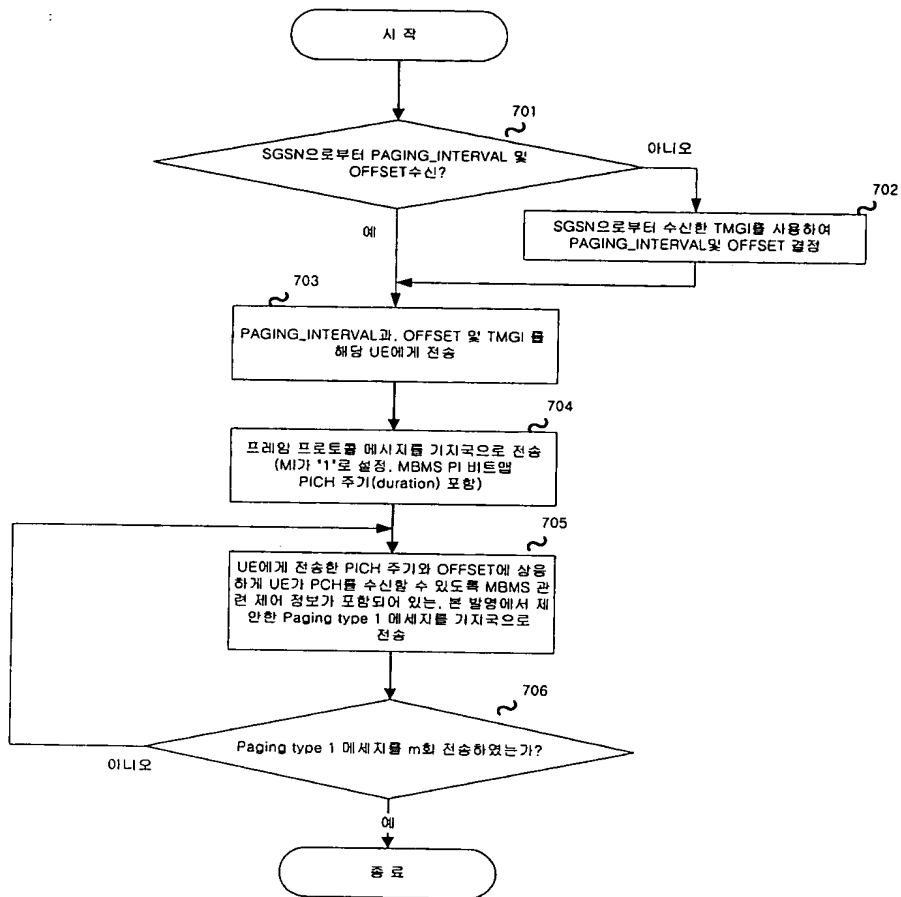 :
시 작
701
SGSN으로부터 PAGING_INTERVAL 및
OFFSET수신?
아니오
예
702
SGSN으로부터 수신한 TMGI를 사용하여
PAGING_INTERVAL및 OFFSET 결정
703
PAGING_INTERVAL과, OFFSET 및 TMGI 를
해당 UE에게 전송
704
프레임 프로토콜 메시지를 기지국으로 전송
(MI가 "1"로 설정, MBMS PI 비트맵
PICH 주기(duration) 포함)
705
UE에게 전송한 PICH 주기와 OFFSET에 상응
하게 UE가 PCH를 수신할 수 있도록 MBMS 관
련 제어 정보가 포함되어 있는, 본 발명에서 제
안한 Paging type 1 메세지를 기지국으로
전송
706
Paging type 1 메세지를 m회 전송하였는가?
아니오
예
종 료